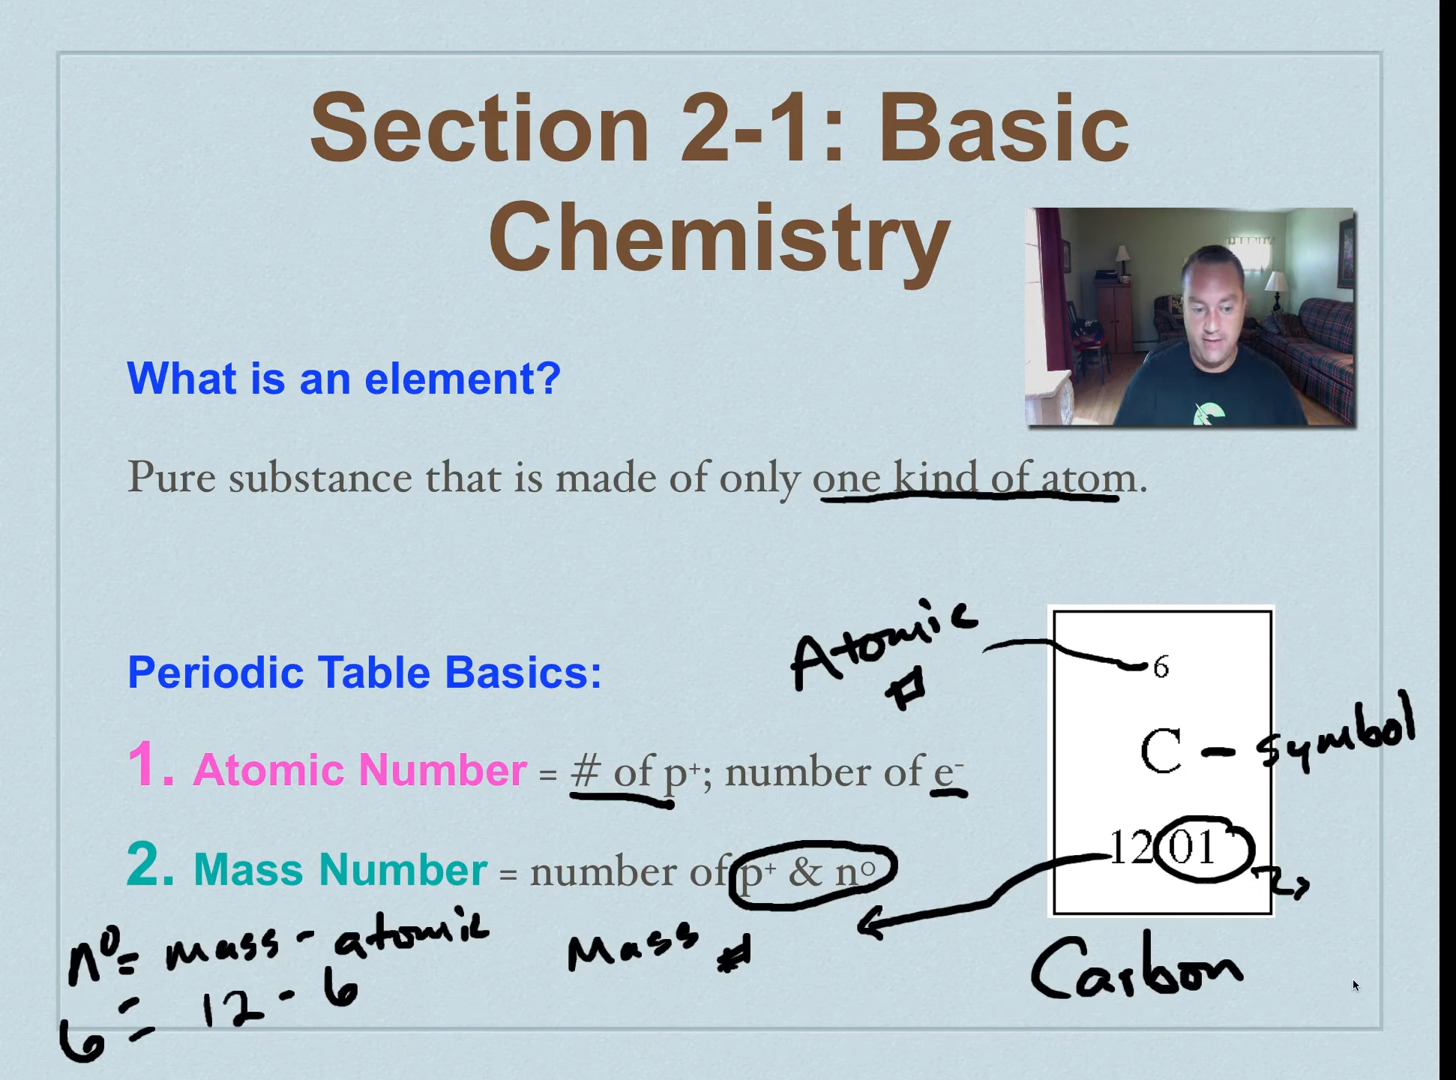 Section 2-1: Basic
Chemistry
What is an element?
Pure substance that is made of only one kind of atom.
Atomic
#
6
Periodic Table Basics:
C - symbol
1. Atomic Number = # of p⁺; number of e⁻
12.01
2. Mass Number = number of p⁺ & n⁰
n⁰ = mass - atomic
Mass #
Carbon
6 = 12 - 6